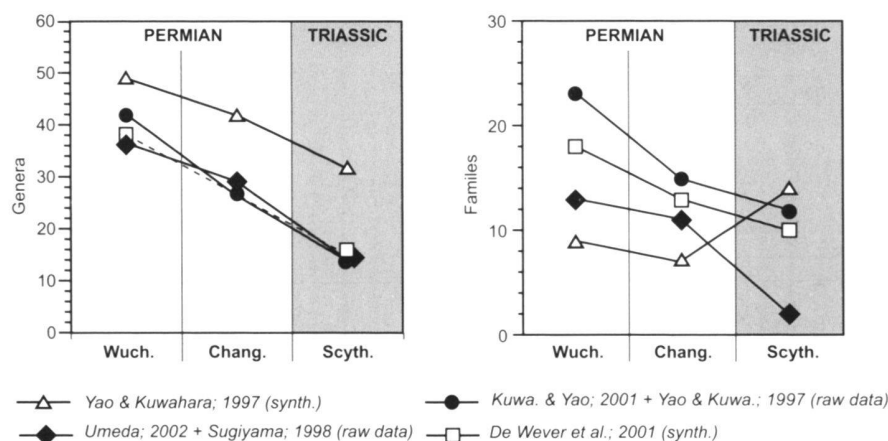 60
50
40
30
20
10
0
Genera
PERMIAN
TRIASSIC
Wuch.
Chang.
Scyth.
30
20
10
0
Familes
PERMIAN
TRIASSIC
Wuch.
Chang.
Scyth.
Yao & Kuwahara; 1997 (synth.)
Kuwa. & Yao; 2001 + Yao & Kuwa.; 1997 (raw data)
Umeda; 2002 + Sugiyama; 1998 (raw data)
De Wever et al.; 2001 (synth.)